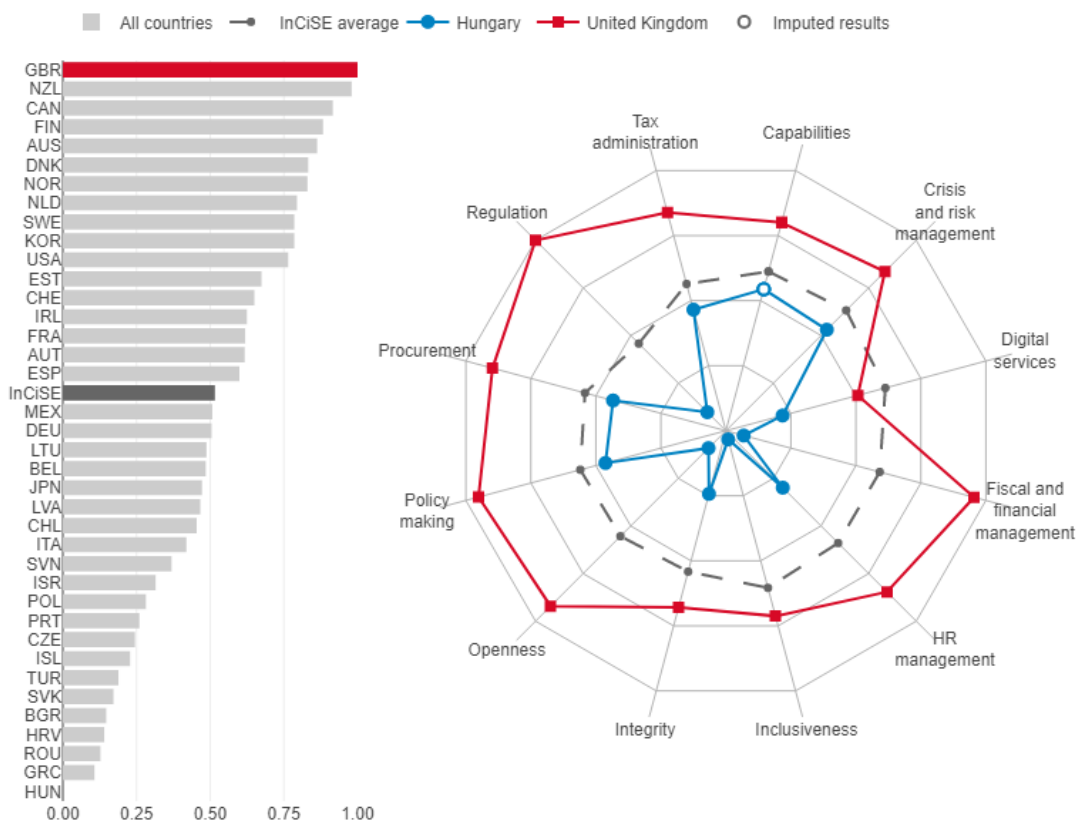 All countries
InCiSE average
Hungary
United Kingdom
Imputed results
GBR
NZL
CAN
FIN
AUS
DNK
NOR
NLD
SWE
KOR
USA
EST
CHE
IRL
FRA
AUT
ESP
InCiSE
MEX
DEU
LTU
BEL
JPN
LVA
CHL
ITA
SVN
ISR
POL
PRT
CZE
ISL
TUR
SVK
BGR
HRV
ROU
GRC
HUN
0.00 0.25 0.50 0.75 1.00
Tax
administration
Capabilities
Crisis
and risk
management
Digital
services
Fiscal and
financial
management
HR
management
Inclusiveness
Integrity
Openness
Policy
making
Procurement
Regulation